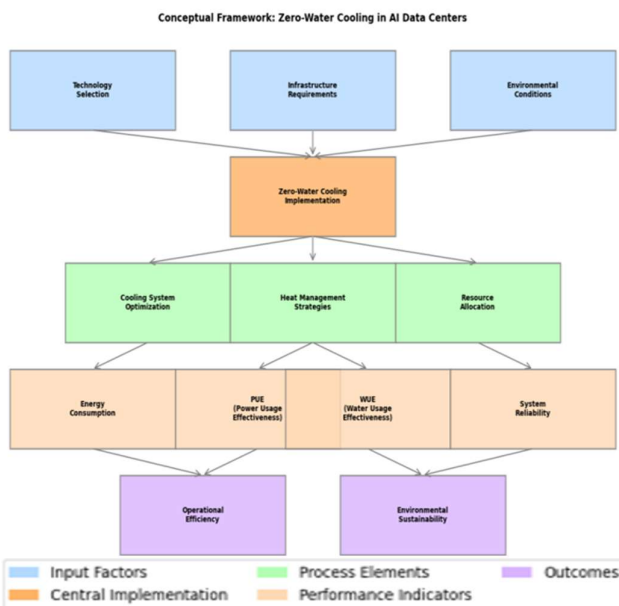 Conceptual Framework: Zero-Water Cooling in AI Data Centers
Technology
Selection
Infrastructure
Requirements
Environmental
Conditions
Zero-Water Cooling
Implementation
Cooling System
Optimization
Heat Management
Strategies
Resource
Allocation
Energy
Consumption
PUE
(Power Usage
Effectiveness)
WUE
(Water Usage
Effectiveness)
System
Reliability
Operational
Efficiency
Environmental
Sustainability
Input Factors
Central Implementation
Process Elements
Performance Indicators
Outcomes